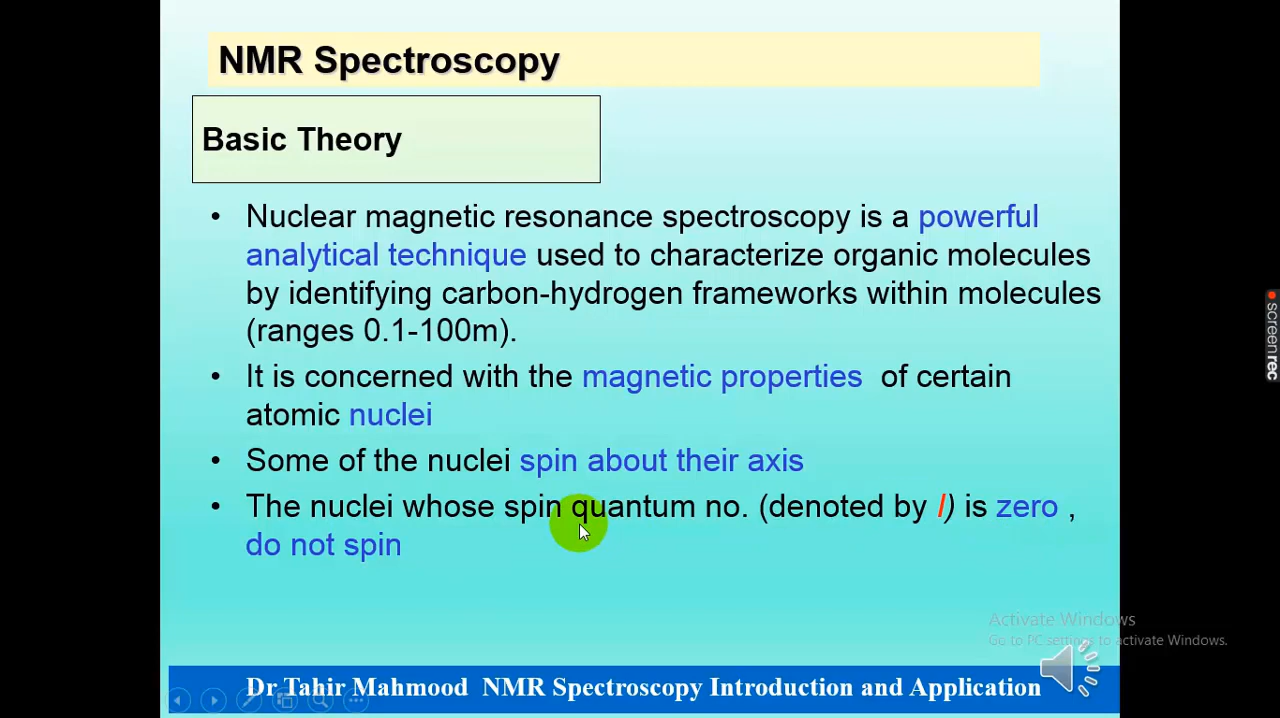 NMR Spectroscopy
Basic Theory
• Nuclear magnetic resonance spectroscopy is a powerful
analytical technique used to characterize organic molecules
by identifying carbon-hydrogen frameworks within molecules
(ranges 0.1-100m).
• It is concerned with the magnetic properties of certain
atomic nuclei
• Some of the nuclei spin about their axis
• The nuclei whose spin quantum no. (denoted by I) is zero ,
do not spin
Activate Windows
Go to PC settings to activate Windows.
Dr Tahir Mahmood NMR Spectroscopy Introduction and Application
screenrec